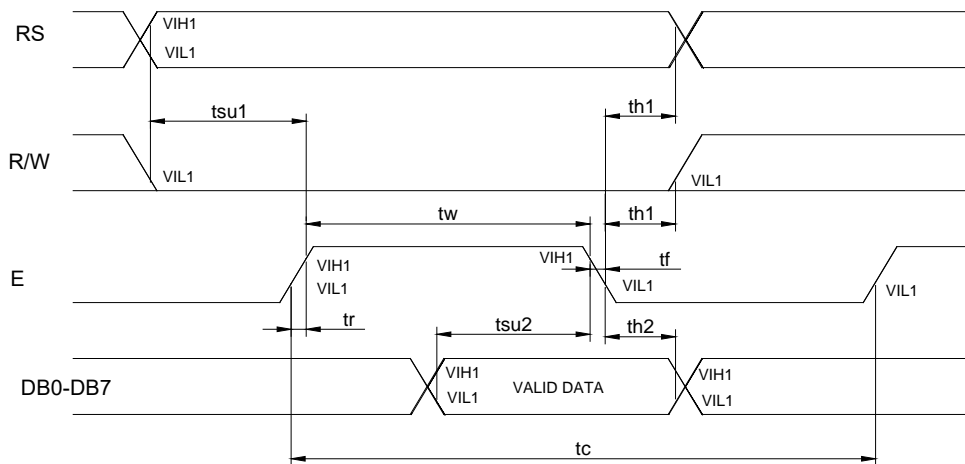 RS
VIH1
VIL1
tsu1
th1
R/W
VIL1
VIL1
tw
th1
E
VIH1
VIL1
VIH1
tf
VIL1
VIL1
tr
tsu2
th2
DB0-DB7
VIH1
VIL1
VALID DATA
VIH1
VIL1
tc